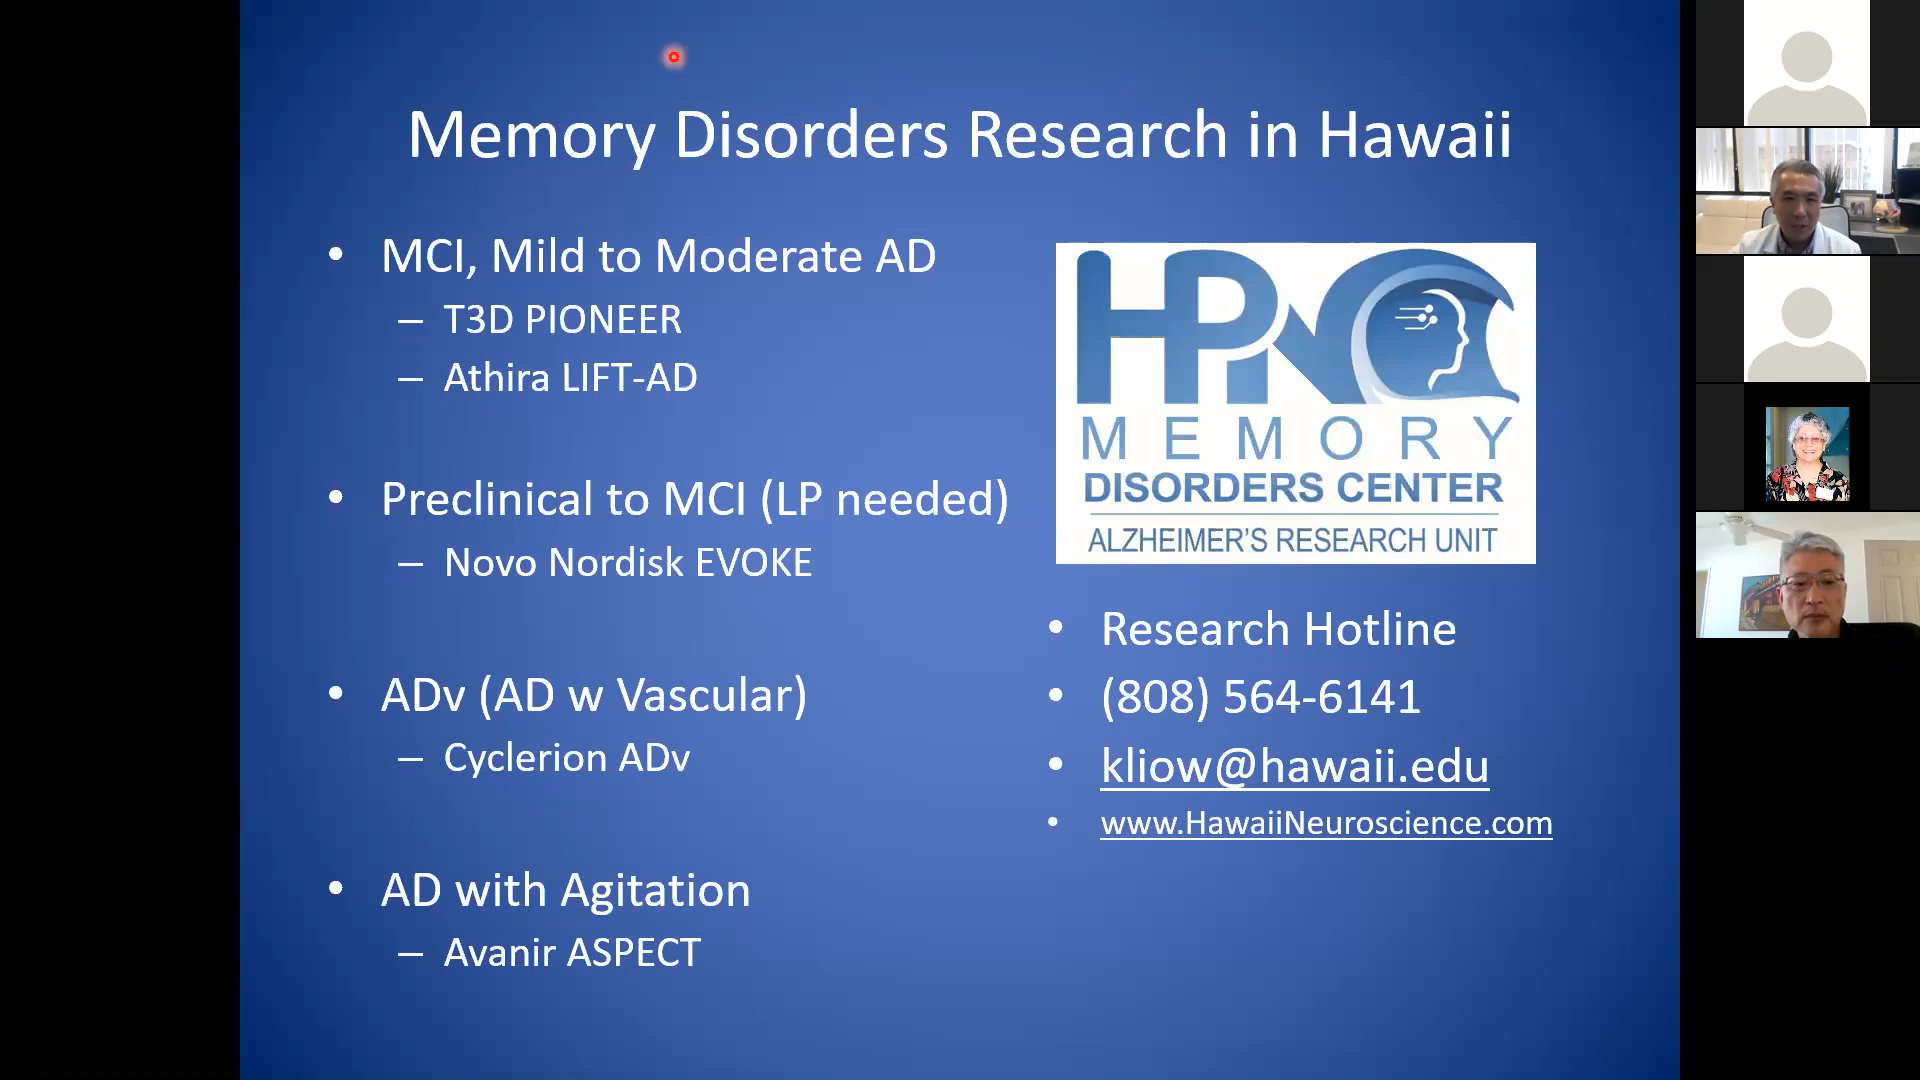 Memory Disorders Research in Hawaii
• MCI, Mild to Moderate AD
– T3D PIONEER
– Athira LIFT-AD
• Preclinical to MCI (LP needed)
– Novo Nordisk EVOKE
• ADv (AD w Vascular)
– Cyclerion ADv
• AD with Agitation
– Avanir ASPECT
HPNC
MEMORY
DISORDERS CENTER
ALZHEIMER'S RESEARCH UNIT
• Research Hotline
• (808) 564-6141
• kliow@hawaii.edu
• www.HawaiiNeuroscience.com